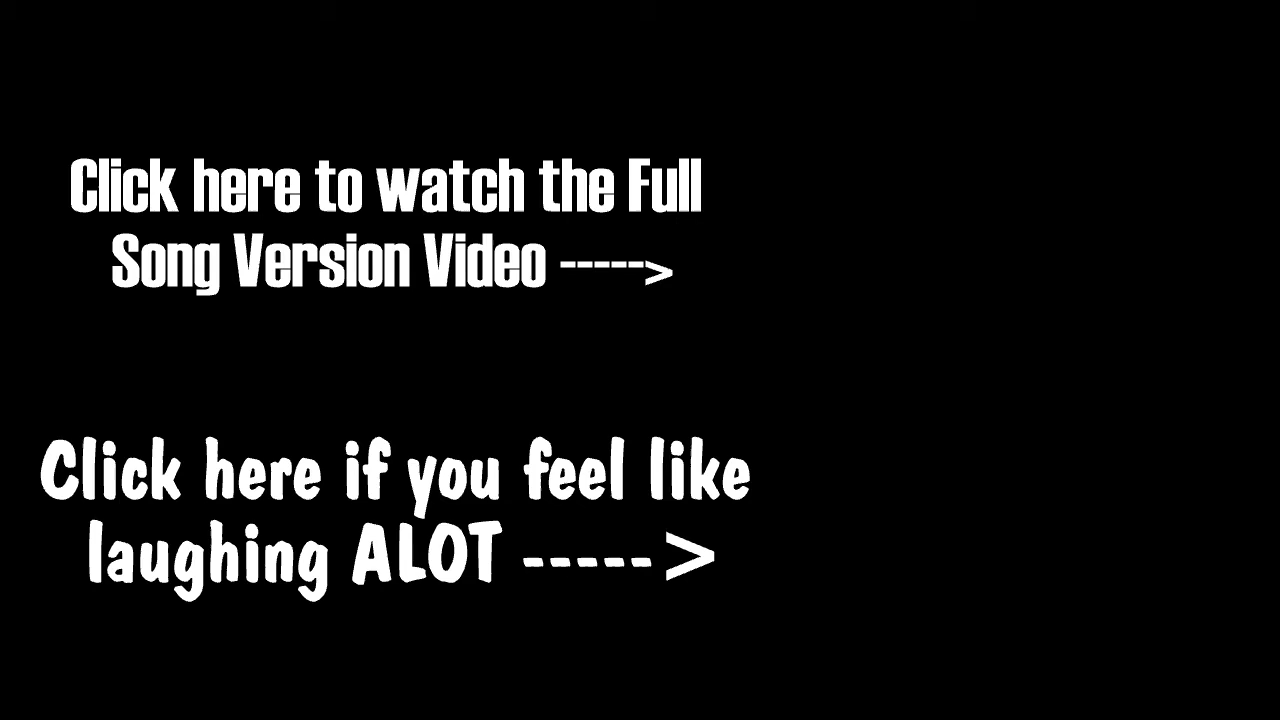 Click here to watch the Full
Song Version Video ----->
Click here if you feel like
laughing ALOT ----->